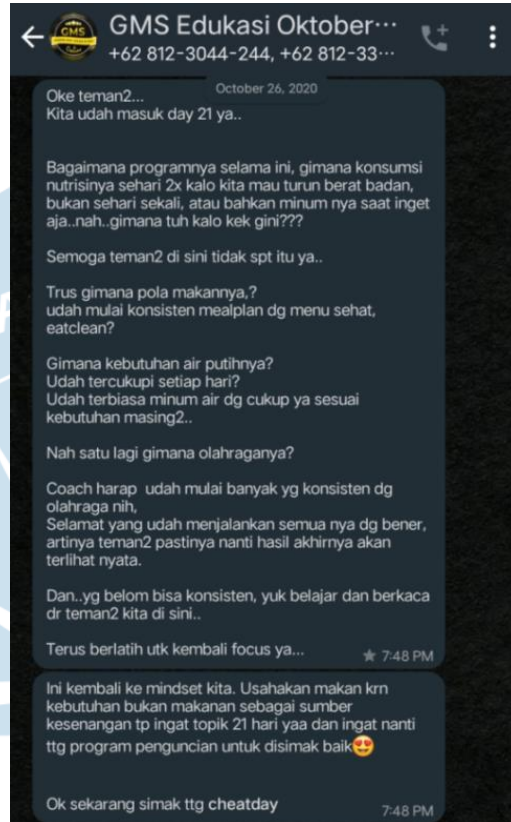 GMS Edukasi Oktober...
+62 812-3044-244, +62 812-33...
GMS
October 26, 2020
Oke teman2...
Kita udah masuk day 21 ya..
Bagaimana programnya selama ini, gimana konsumsi
nutrisinya sehari 2x kalo kita mau turun berat badan,
bukan sehari sekali, atau bahkan minum nya saat inget
aja..nah..gimana tuh kalo kek gini???
Semoga teman2 di sini tidak spt itu ya..
Trus gimana pola makannya,?
udah mulai konsisten mealplan dg menu sehat,
eatclean?
Gimana kebutuhan air putihnya?
Udah tercukupi setiap hari?
Udah terbiasa minum air dg cukup ya sesuai
kebutuhan masing2..
Nah satu lagi gimana olahraganya?
Coach harap udah mulai banyak yg konsisten dg
olahraga nih,
Selamat yang udah menjalankan semua nya dg bener,
artinya teman2 pastinya nanti hasil akhirnya akan
terlihat nyata.
Dan..yg belom bisa konsisten, yuk belajar dan berkaca
dr teman2 kita di sini..
Terus berlatih utk kembali focus ya...
★ 7:48 PM
Ini kembali ke mindset kita. Usahakan makan krn
kebutuhan bukan makanan sebagai sumber
kesenangan tp ingat topik 21 hari yaa dan ingat nanti
ttg program penguncian untuk disimak baik😍
Ok sekarang simak ttg cheatday
7:48 PM